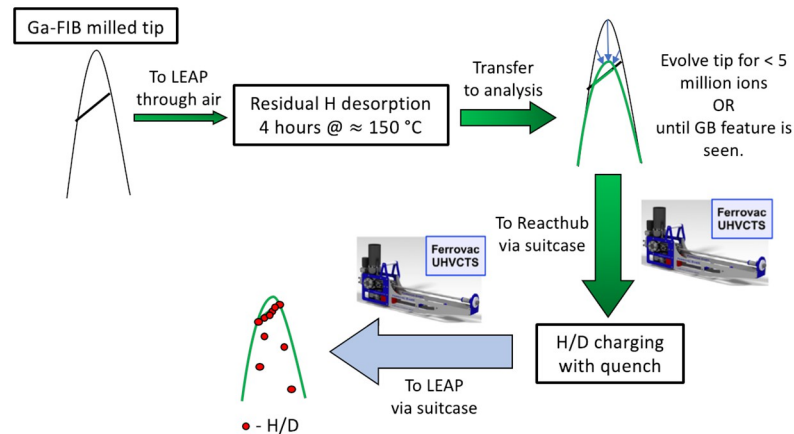 Ga-FIB milled tip
To LEAP
through air
Residual H desorption
4 hours @ ≈ 150 °C
Transfer
to analysis
Evolve tip for < 5
million ions
OR
until GB feature is
seen.
To Reacthub
via suitcase
Ferrovac
UHVCTS
Ferrovac
UHVCTS
H/D charging
with quench
To LEAP
via suitcase
- H/D